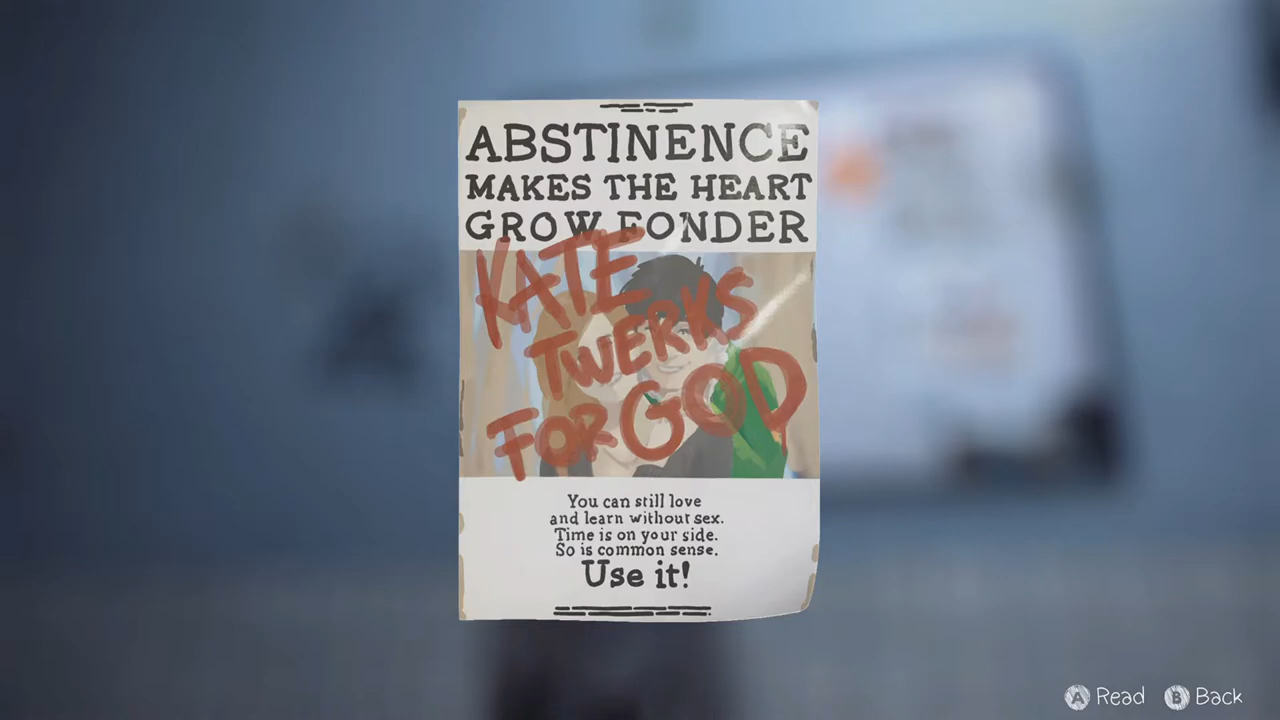 ABSTINENCE
MAKES THE HEART
GROW FONDER
KATE
TWERKS
FOR GOD
You can still love
and learn without sex.
Time is on your side.
So is common sense.
Use it!
A Read B Back